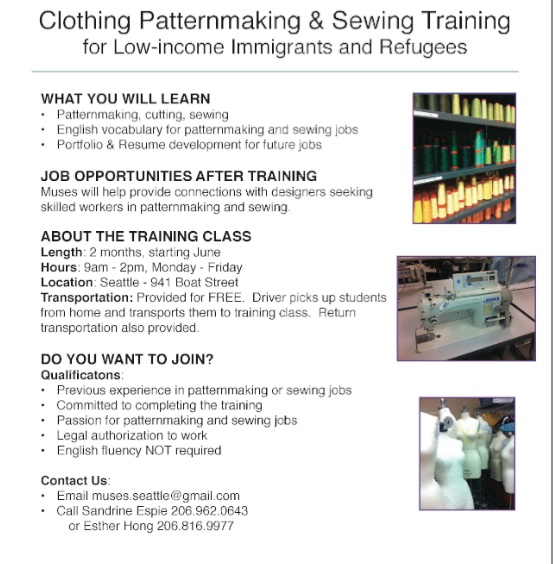 Clothing Patternmaking & Sewing Training
for Low-income Immigrants and Refugees
WHAT YOU WILL LEARN
• Patternmaking, cutting, sewing
• English vocabulary for patternmaking and sewing jobs
• Portfolio & Resume development for future jobs
JOB OPPORTUNITIES AFTER TRAINING
Muses will help provide connections with designers seeking
skilled workers in patternmaking and sewing.
ABOUT THE TRAINING CLASS
Length: 2 months, starting June
Hours: 9am - 2pm, Monday - Friday
Location: Seattle - 941 Boat Street
Transportation: Provided for FREE. Driver picks up students
from home and transports them to training class. Return
transportation also provided.
DO YOU WANT TO JOIN?
Qualificatons:
• Previous experience in patternmaking or sewing jobs
• Committed to completing the training
• Passion for patternmaking and sewing jobs
• Legal authorization to work
• English fluency NOT required
Contact Us:
• Email muses.seattle@gmail.com
• Call Sandrine Espie 206.962.0643
or Esther Hong 206.816.9977